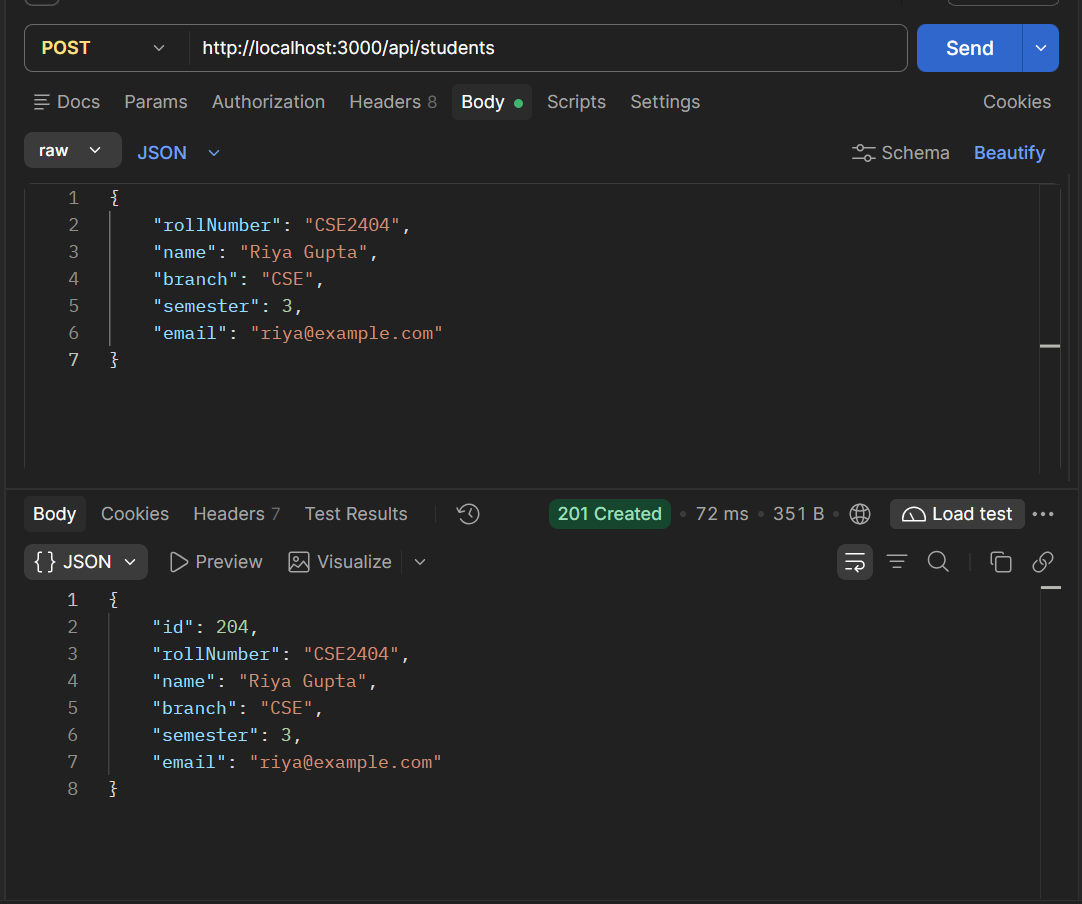 POST http://localhost:3000/api/students Send
Docs Params Authorization Headers 8 Body Scripts Settings Cookies
raw JSON Schema Beautify
1 {
2 "rollNumber": "CSE2404",
3 "name": "Riya Gupta",
4 "branch": "CSE",
5 "semester": 3,
6 "email": "riya@example.com"
7 }
Body Cookies Headers 7 Test Results 201 Created • 72 ms • 351 B • Load test
{} JSON Preview Visualize
1 {
2 "id": 204,
3 "rollNumber": "CSE2404",
4 "name": "Riya Gupta",
5 "branch": "CSE",
6 "semester": 3,
7 "email": "riya@example.com"
8 }